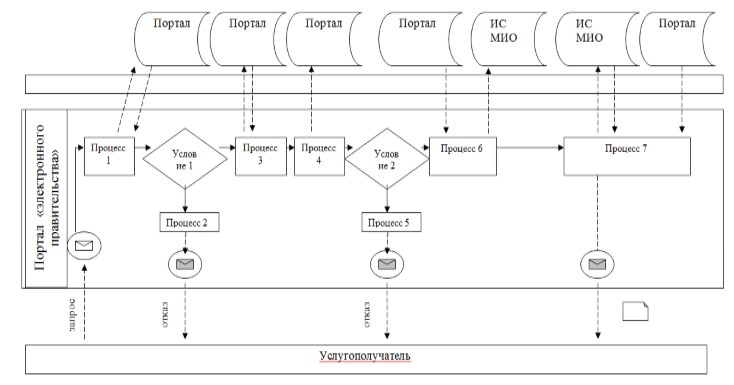 Портал
Портал
Портал
Портал
ИС
МИО
ИС
МИО
Портал
Портал «электронного
правительства»
Процесс
1
Услов
ие 1
Процесс
3
Процесс
4
Услов
ие 2
Процесс 6
Процесс 7
Процесс 2
Процесс 5
запрос
отказ
отказ
Услугополучатель